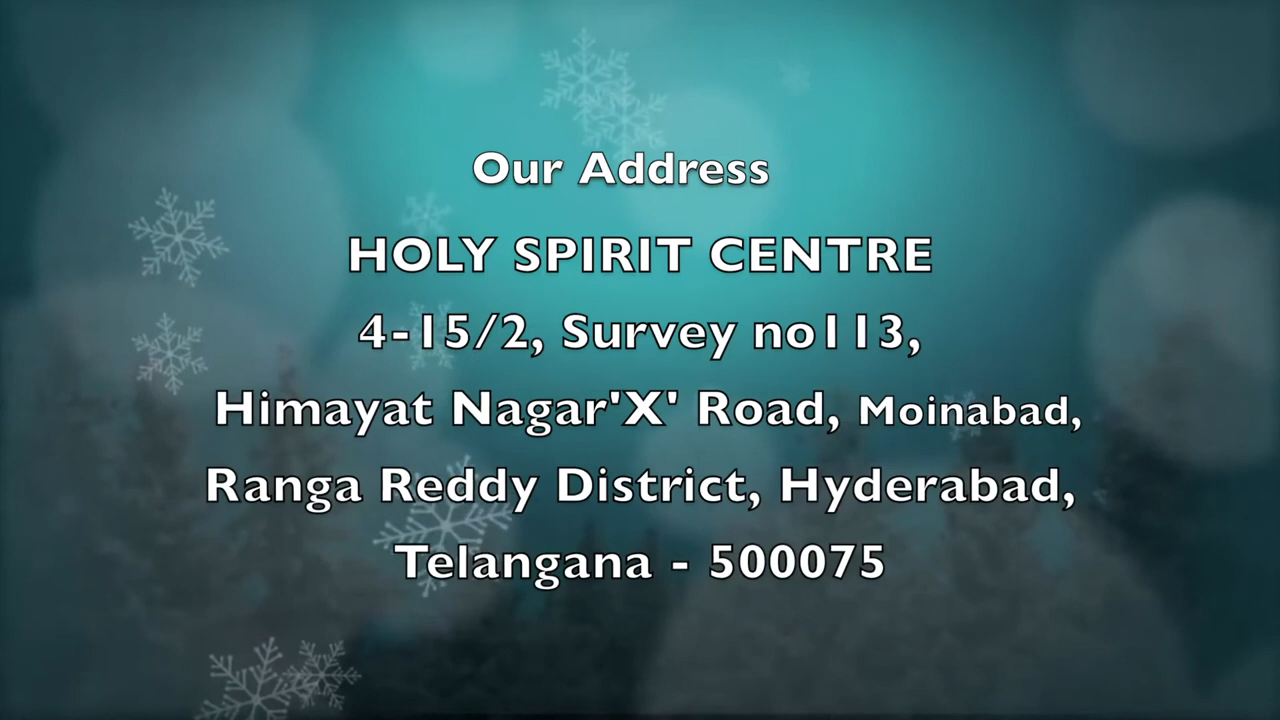 Our Address
HOLY SPIRIT CENTRE
4-15/2, Survey no113,
Himayat Nagar'X' Road, Moinabad,
Ranga Reddy District, Hyderabad,
Telangana - 500075